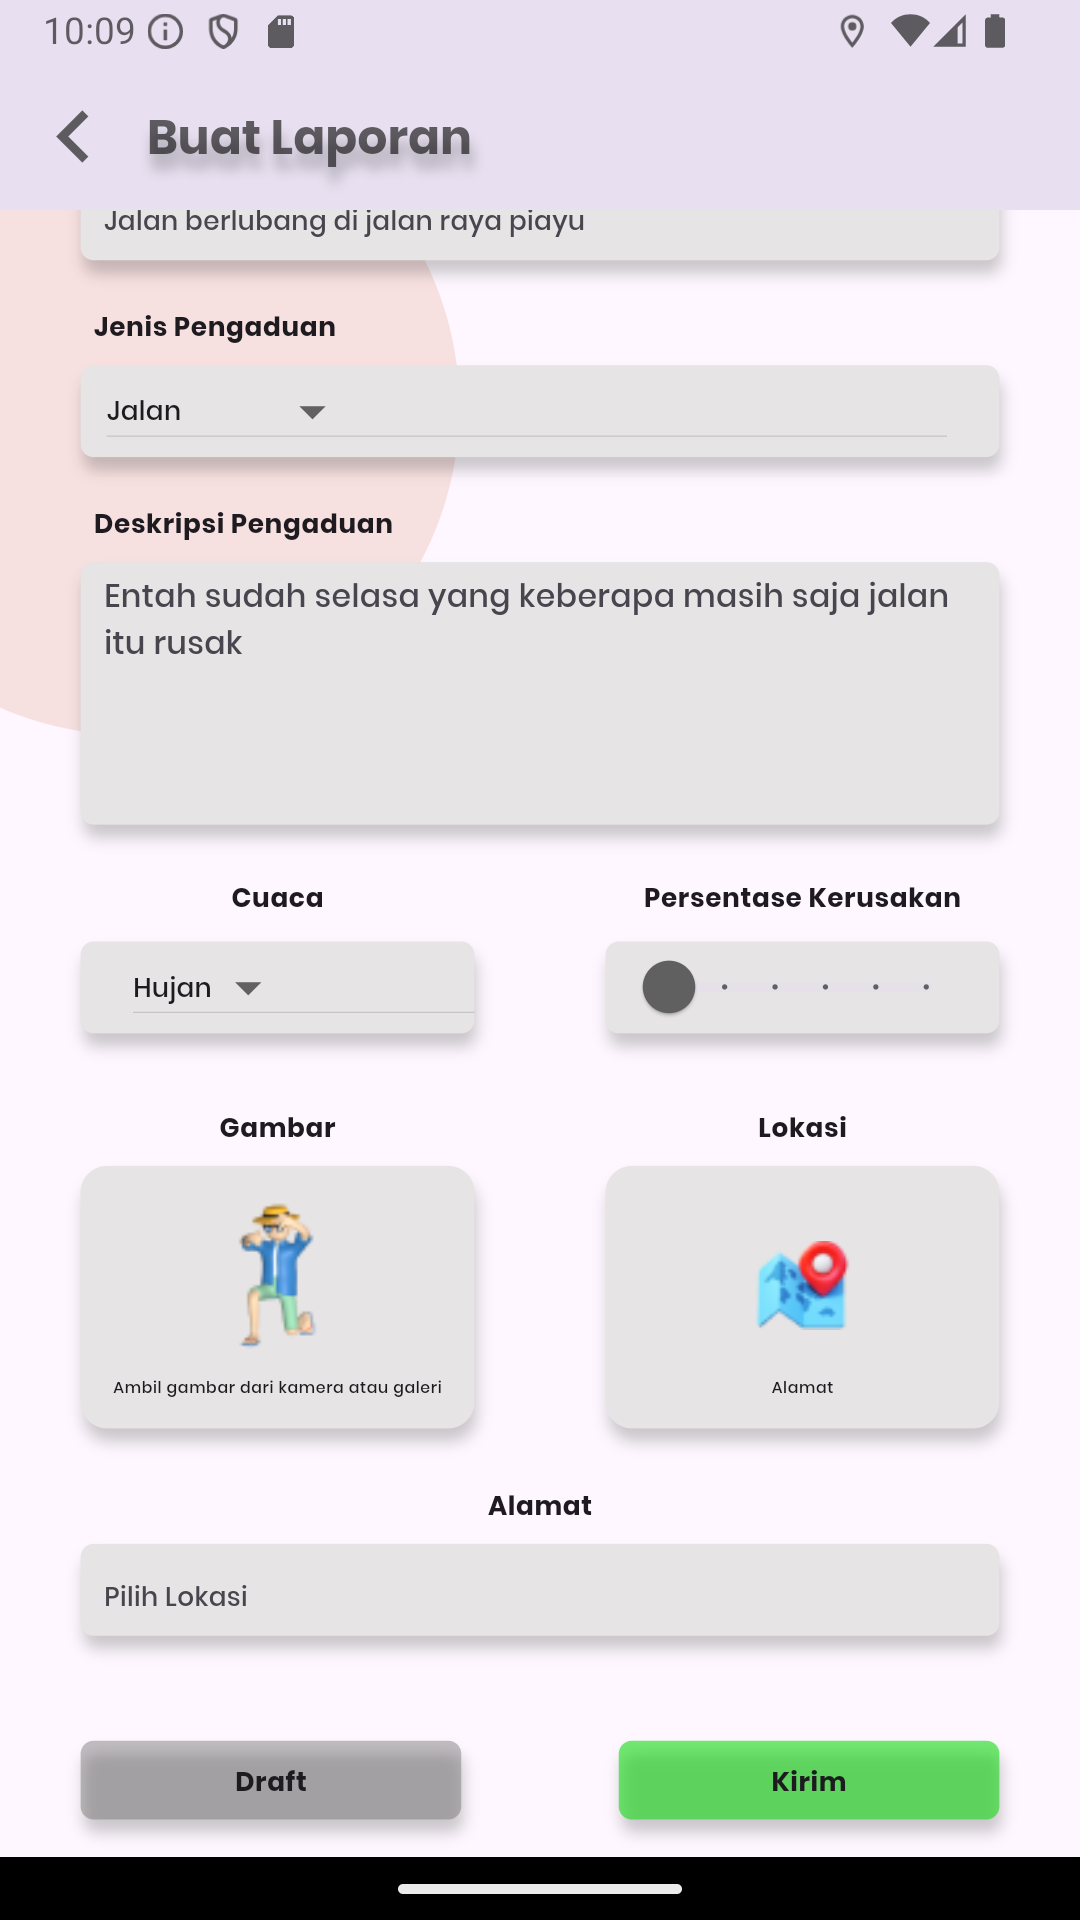 10:09
Buat Laporan
Jalan berlubang di jalan raya piayu
Jenis Pengaduan
Jalan
Deskripsi Pengaduan
Entah sudah selasa yang keberapa masih saja jalan
itu rusak
Cuaca
Persentase Kerusakan
Hujan
Gambar
Lokasi
Ambil gambar dari kamera atau galeri
Alamat
Alamat
Pilih Lokasi
Draft
Kirim